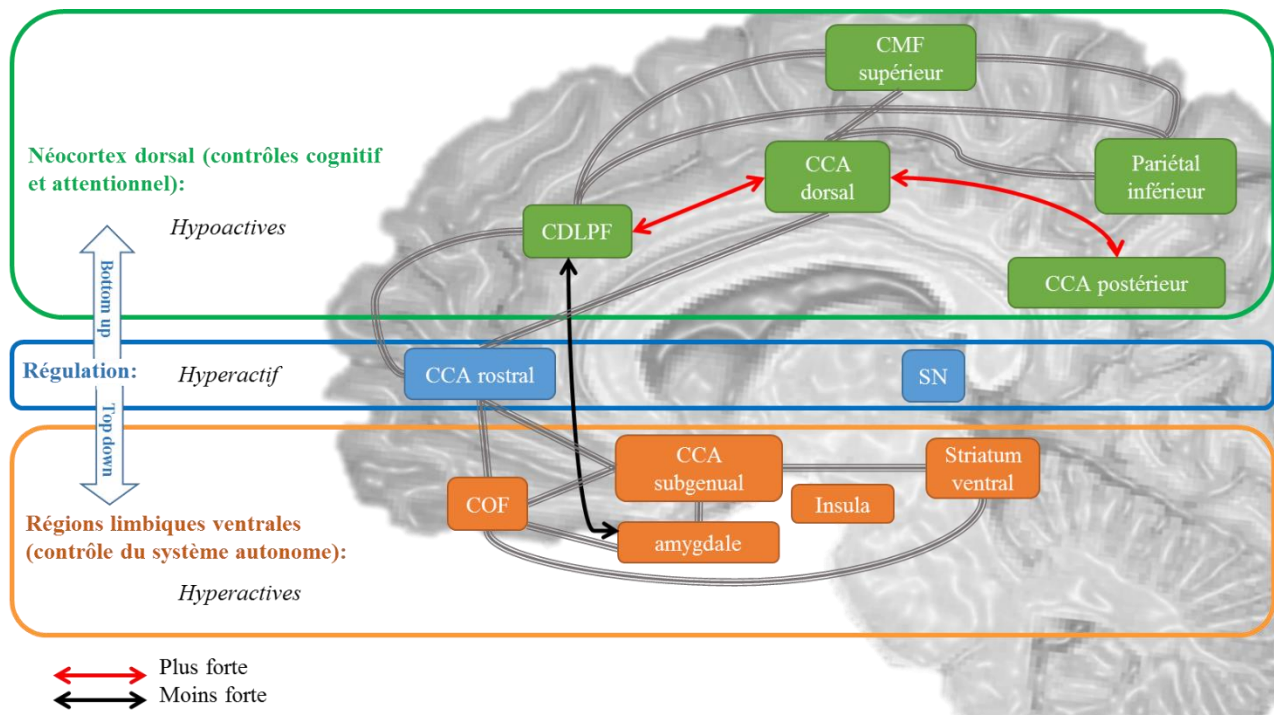 CMF
supérieur
Néocortex dorsal (contrôles cognitif
et attentionnel):
CCA
dorsal
Pariétal
inférieur
Hypoactives
CDLPF
CCA postérieur
Bottom up
Régulation:
Hyperactif
CCA rostral
SN
Top down
CCA
subgenual
Striatum
ventral
COF
Insula
Régions limbiques ventrales
(contrôle du système autonome):
amygdale
Hyperactives
Plus forte
Moins forte